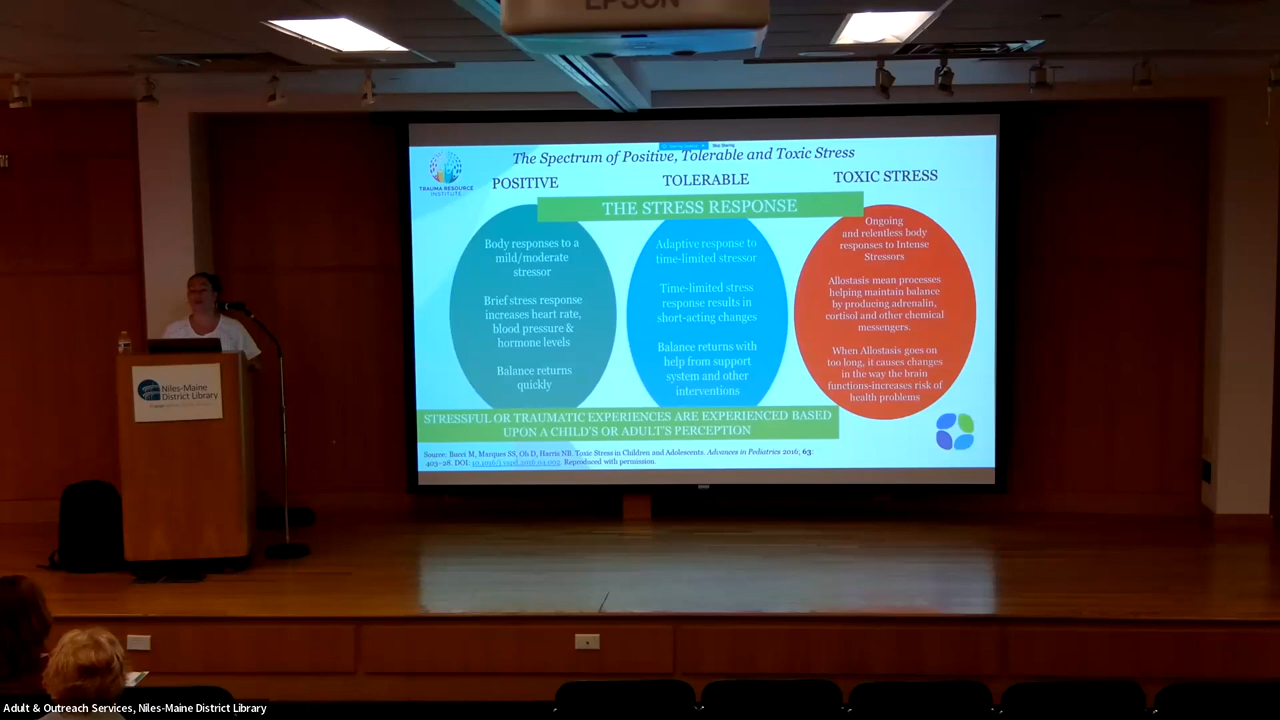 EPSON
The Spectrum of Positive, Tolerable and Toxic Stress
TRAUMA RESOURCE
INSTITUTE
POSITIVE
TOLERABLE
TOXIC STRESS
THE STRESS RESPONSE
Body responses to a
mild/moderate
stressor
Brief stress response
increases heart rate,
blood pressure &
hormone levels
Balance returns
quickly
Adaptive response to
time-limited stressor
Time-limited stress
response results in
short-acting changes
Balance returns with
help from support
system and other
interventions
Ongoing
and relentless body
responses to Intense
Stressors
Allostasis mean processes
helping maintain balance
by producing adrenalin,
cortisol and other chemical
messengers.
When Allostasis goes on
too long, it causes changes
in the way the brain
functions-increases risk of
health problems
STRESSFUL OR TRAUMATIC EXPERIENCES ARE EXPERIENCED BASED
UPON A CHILD'S OR ADULT'S PERCEPTION
Source: Bucci M, Marques SS, Oh D, Harris NB. Toxic Stress in Children and Adolescents. Advances in Pediatrics 2016; 63:
403–28. DOI: Reproduced with permission.
Niles-Maine
District Library
Adult & Outreach Services, Niles-Maine District Library